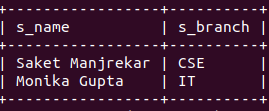 +------------------+----------+
| s_name           | s_branch |
+------------------+----------+
| Saket Manjrekar  | CSE      |
| Monika Gupta     | IT       |
+------------------+----------+